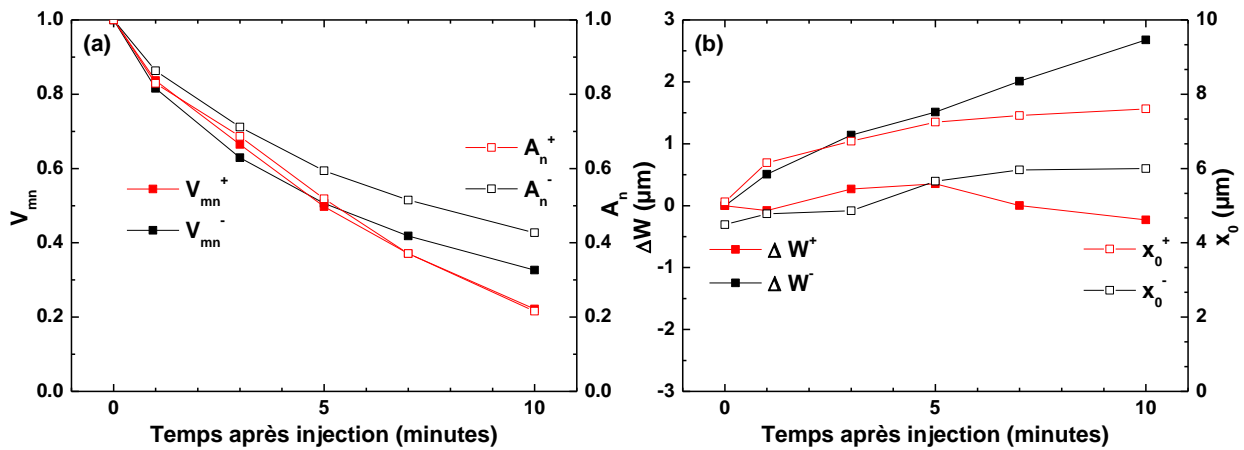 (a)
1.0
0.8
0.6
0.4
0.2
0.0
V_mn
V_mn^+
V_mn^-
A_n^+
A_n^-
1.0
0.8
0.6
0.4
0.2
0.0
A_n
0 5 10
Temps après injection (minutes)
(b)
3
2
1
0
-1
-2
-3
ΔW (µm)
Δ W^+
Δ W^-
x_0^+
x_0^-
10
8
6
4
2
0
x_0 (µm)
0 5 10
Temps après injection (minutes)